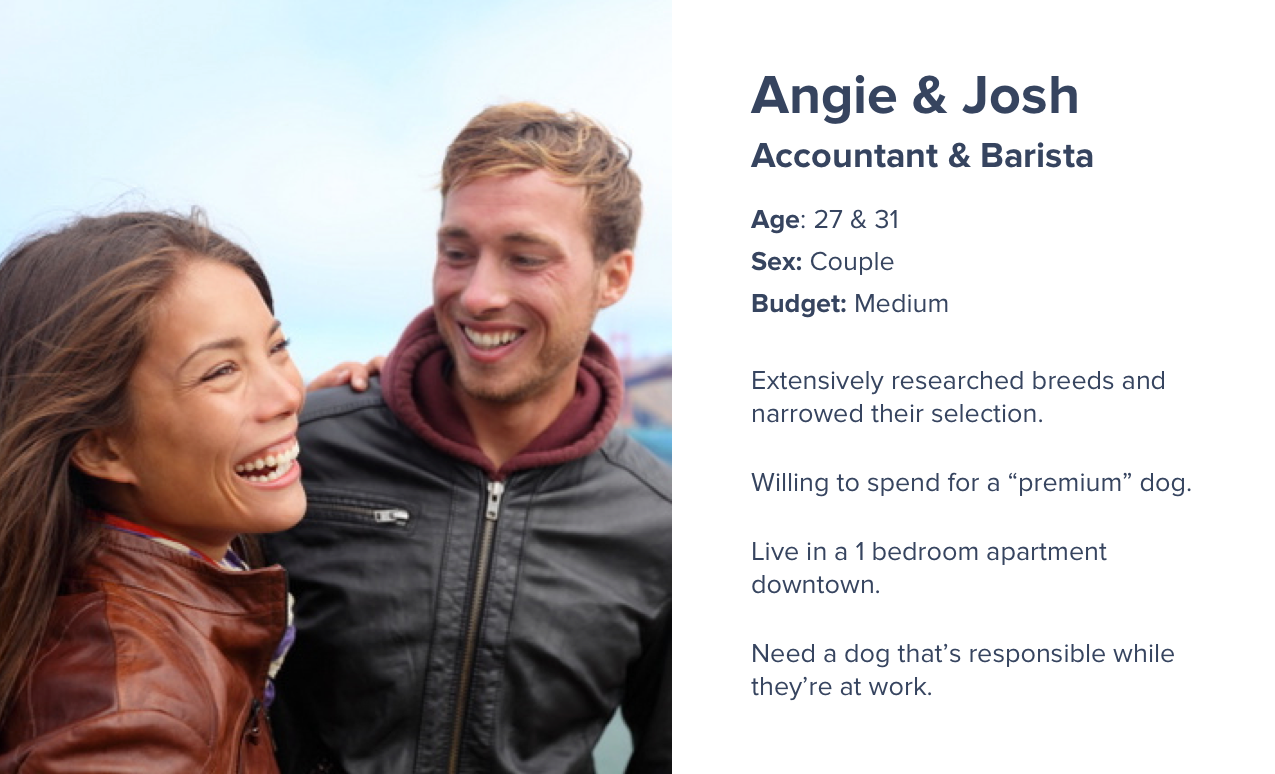 Angie & Josh
Accountant & Barista
Age: 27 & 31
Sex: Couple
Budget: Medium
Extensively researched breeds and
narrowed their selection.
Willing to spend for a “premium” dog.
Live in a 1 bedroom apartment
downtown.
Need a dog that’s responsible while
they’re at work.